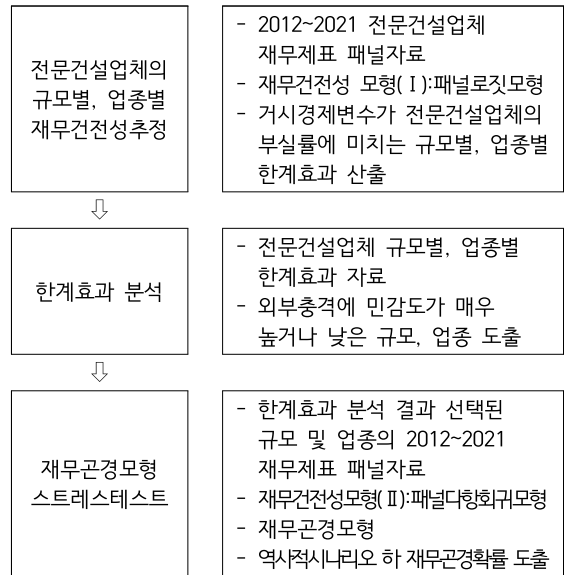 전문건설업체의
규모별, 업종별
재무건전성추정
- 2012~2021 전문건설업체
재무제표 패널자료
- 재무건전성 모형(Ⅰ):패널로짓모형
- 거시경제변수가 전문건설업체의
부실률에 미치는 규모별, 업종별
한계효과 산출
⇩
한계효과 분석
- 전문건설업체 규모별, 업종별
한계효과 자료
- 외부충격에 민감도가 매우
높거나 낮은 규모, 업종 도출
⇩
재무곤경모형
스트레스테스트
- 한계효과 분석 결과 선택된
규모 및 업종의 2012~2021
재무제표 패널자료
- 재무건전성모형(Ⅱ):패널다항회귀모형
- 재무곤경모형
- 역사적시나리오 하 재무곤경확률 도출